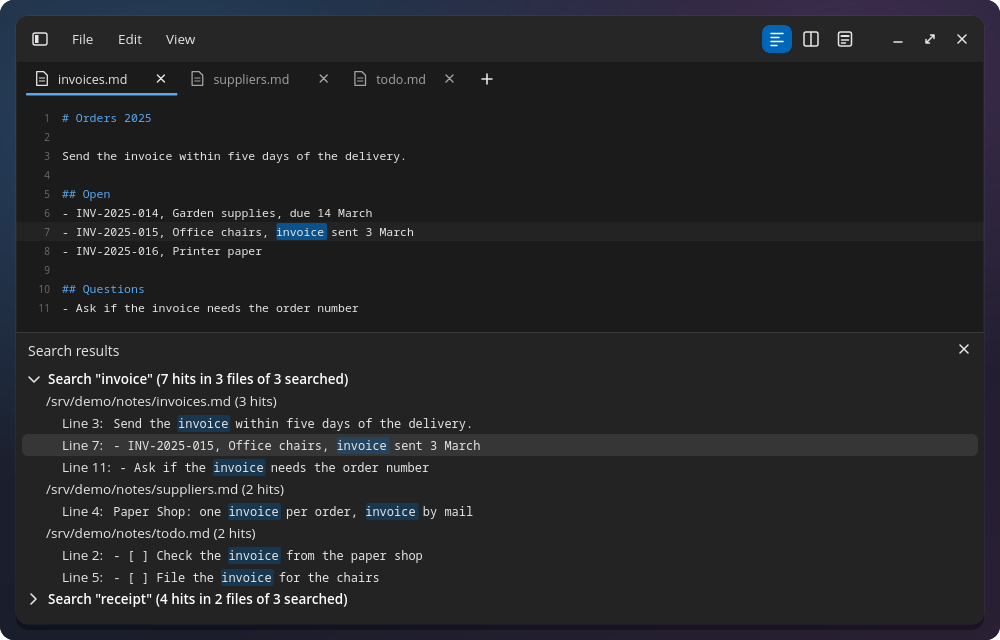 File Edit View
invoices.md suppliers.md todo.md
1 # Orders 2025
2
3 Send the invoice within five days of the delivery.
4
5 ## Open
6 - INV-2025-014, Garden supplies, due 14 March
7 - INV-2025-015, Office chairs, invoice sent 3 March
8 - INV-2025-016, Printer paper
9
10 ## Questions
11 - Ask if the invoice needs the order number
Search results
Search "invoice" (7 hits in 3 files of 3 searched)
/srv/demo/notes/invoices.md (3 hits)
Line 3: Send the invoice within five days of the delivery.
Line 7: - INV-2025-015, Office chairs, invoice sent 3 March
Line 11: - Ask if the invoice needs the order number
/srv/demo/notes/suppliers.md (2 hits)
Line 4: Paper Shop: one invoice per order, invoice by mail
/srv/demo/notes/todo.md (2 hits)
Line 2: - [ ] Check the invoice from the paper shop
Line 5: - [ ] File the invoice for the chairs
Search "receipt" (4 hits in 2 files of 3 searched)